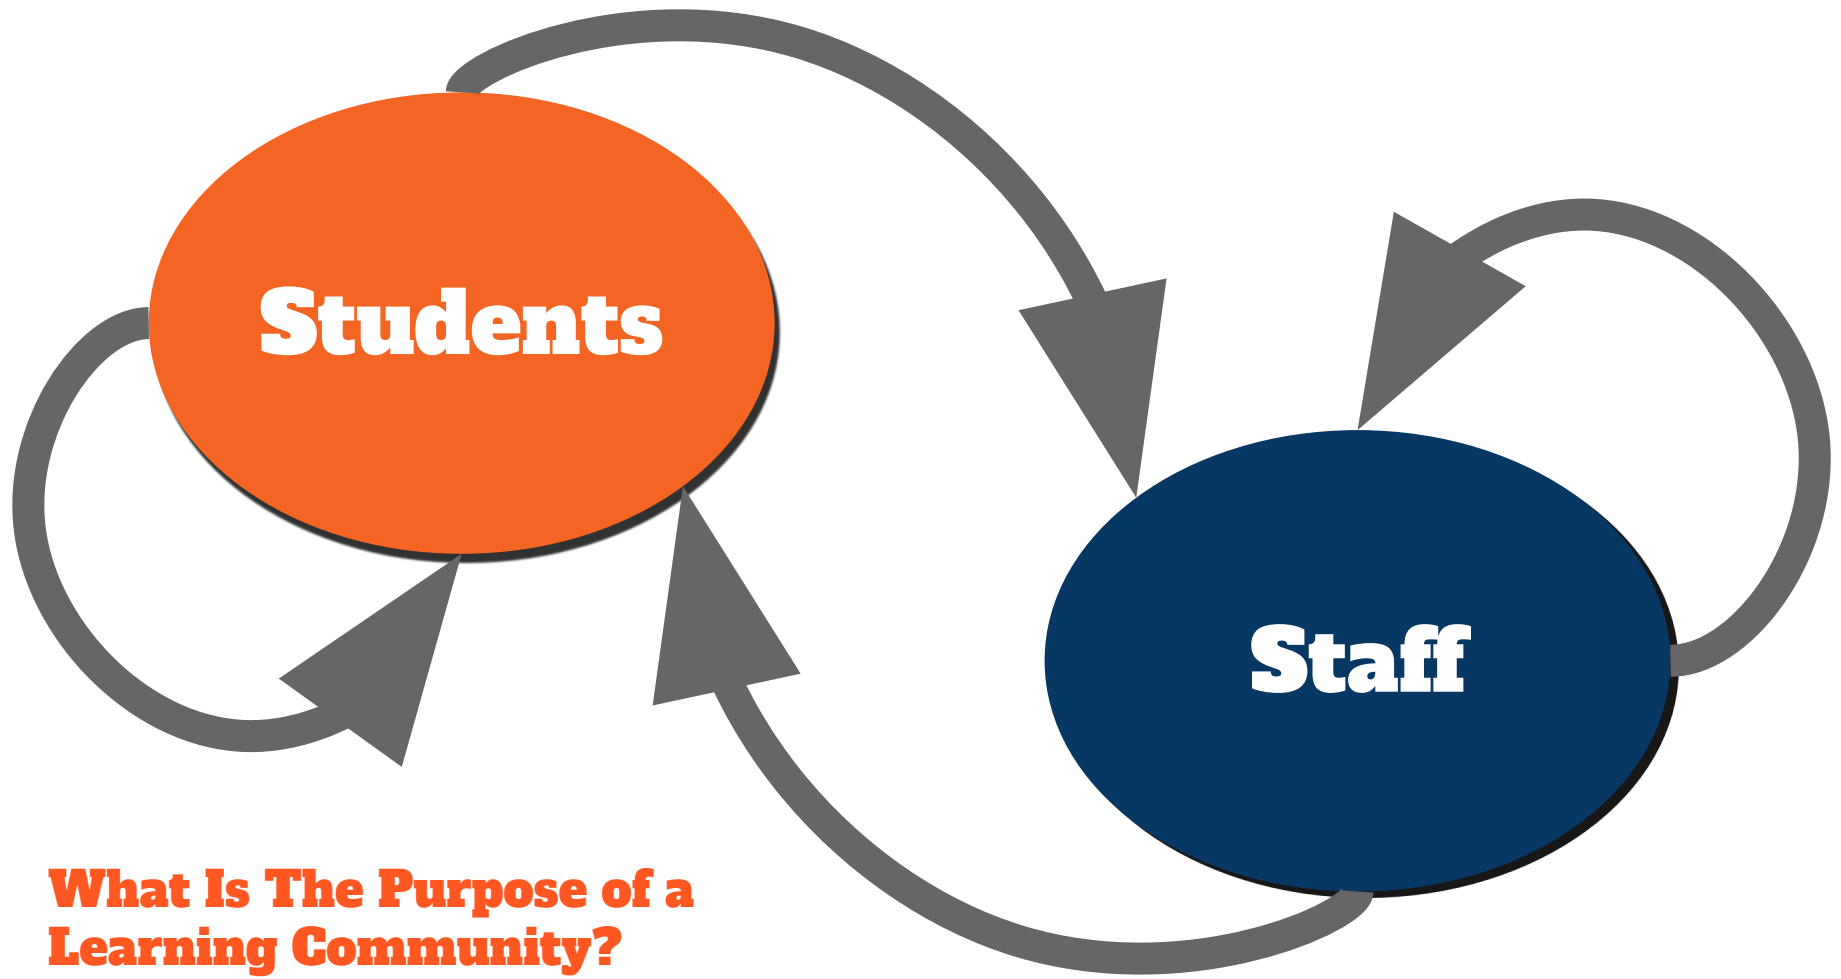 Students
Staff
What Is The Purpose of a
Learning Community?